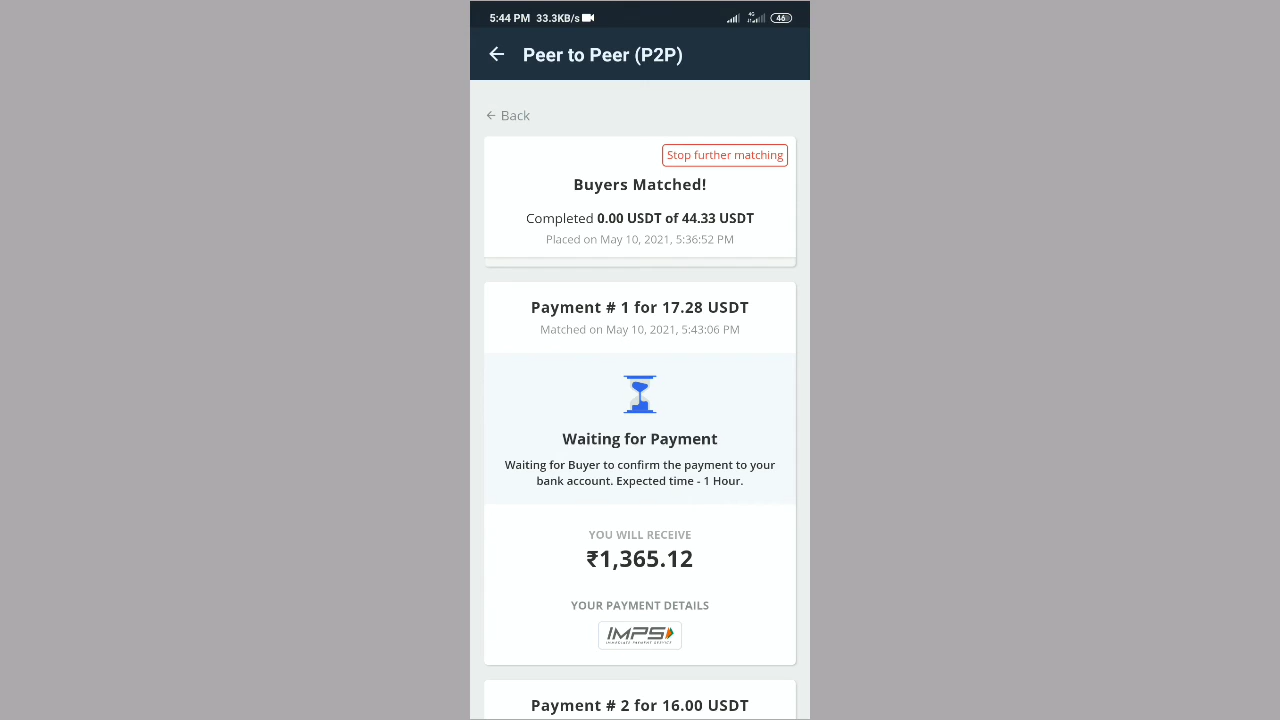 5:44 PM 33.3KB/s 4G 46
Peer to Peer (P2P)
← Back
Stop further matching
Buyers Matched!
Completed 0.00 USDT of 44.33 USDT
Placed on May 10, 2021, 5:36:52 PM
Payment # 1 for 17.28 USDT
Matched on May 10, 2021, 5:43:06 PM
Waiting for Payment
Waiting for Buyer to confirm the payment to your
bank account. Expected time - 1 Hour.
YOU WILL RECEIVE
₹1,365.12
YOUR PAYMENT DETAILS
IMPS
IMMEDIATE PAYMENT SERVICE
Payment # 2 for 16.00 USDT